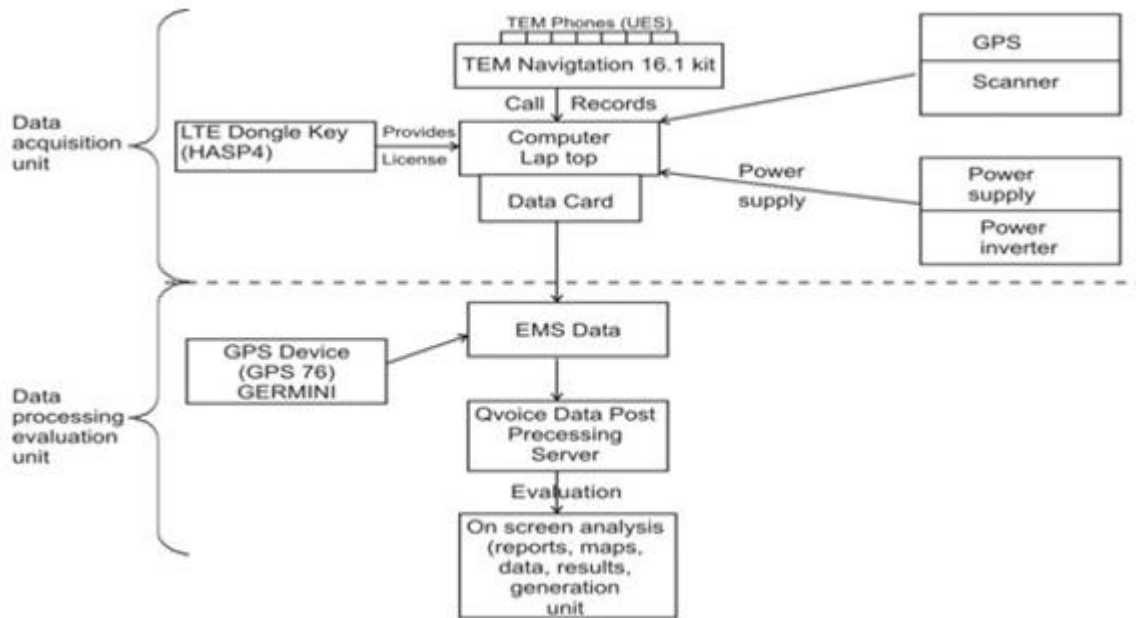 TEM Phones (UES)
TEM Navigtation 16.1 kit
Call Records
GPS
Scanner
Data
acquisition
unit
LTE Dongle Key
(HASP4)
Provides
License
Computer
Lap top
Data Card
Power
supply
Power
supply
Power
inverter
EMS Data
GPS Device
(GPS 76)
GERMINI
Data
processing
evaluation
unit
Qvoice Data Post
Precessing
Server
Evaluation
On screen analysis
(reports, maps,
data, results,
generation
unit